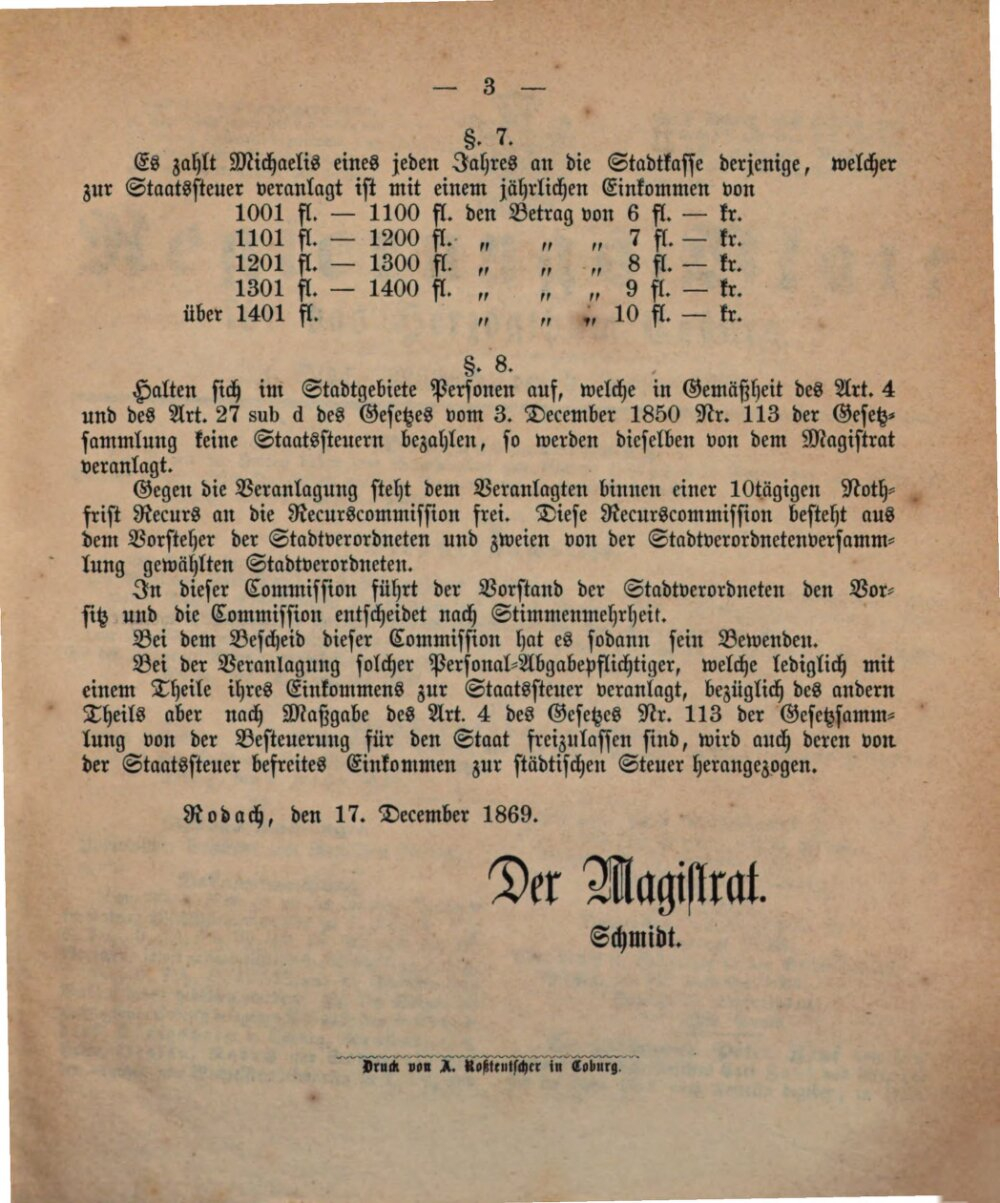 — 3 —
§. 7.
Es zahlt Michaelis eines jeden Jahres an die Stadtkasse derjenige, welcher
zur Staatssteuer veranlagt ist mit einem jährlichen Einkommen von
1001 fl. — 1100 fl. den Betrag von 6 fl. — kr.
1101 fl. — 1200 fl. „ „ „ 7 fl. — kr.
1201 fl. — 1300 fl. „ „ „ 8 fl. — kr.
1301 fl. — 1400 fl. „ „ „ 9 fl. — kr.
über 1401 fl. „ „ „ 10 fl. — kr.
§. 8.
Halten sich im Stadtgebiete Personen auf, welche in Gemäßheit des Art. 4
und des Art. 27 sub d des Gesetzes vom 3. December 1850 Nr. 113 der Gesetz-
sammlung keine Staatssteuern bezahlen, so werden dieselben von dem Magistrat
veranlagt.
Gegen die Veranlagung steht dem Veranlagten binnen einer 10tägigen Noth-
frist Recurs an die Recurscommission frei. Diese Recurscommission besteht aus
dem Vorsteher der Stadtverordneten und zweien von der Stadtverordnetenversamm-
lung gewählten Stadtverordneten.
In dieser Commission führt der Vorstand der Stadtverordneten den Vor-
sitz und die Commission entscheidet nach Stimmenmehrheit.
Bei dem Bescheid dieser Commission hat es sodann sein Bewenden.
Bei der Veranlagung solcher Personal-Abgabepflichtiger, welche lediglich mit
einem Theile ihres Einkommens zur Staatssteuer veranlagt, bezüglich des andern
Theils aber nach Maßgabe des Art. 4 des Gesetzes Nr. 113 der Gesetzsamm-
lung von der Besteuerung für den Staat freizulassen sind, wird auch deren von
der Staatssteuer befreites Einkommen zur städtischen Steuer herangezogen.
Rodach, den 17. December 1869.
Der Magistrat.
Schmidt.
Druck von A. Roßteutscher in Coburg.